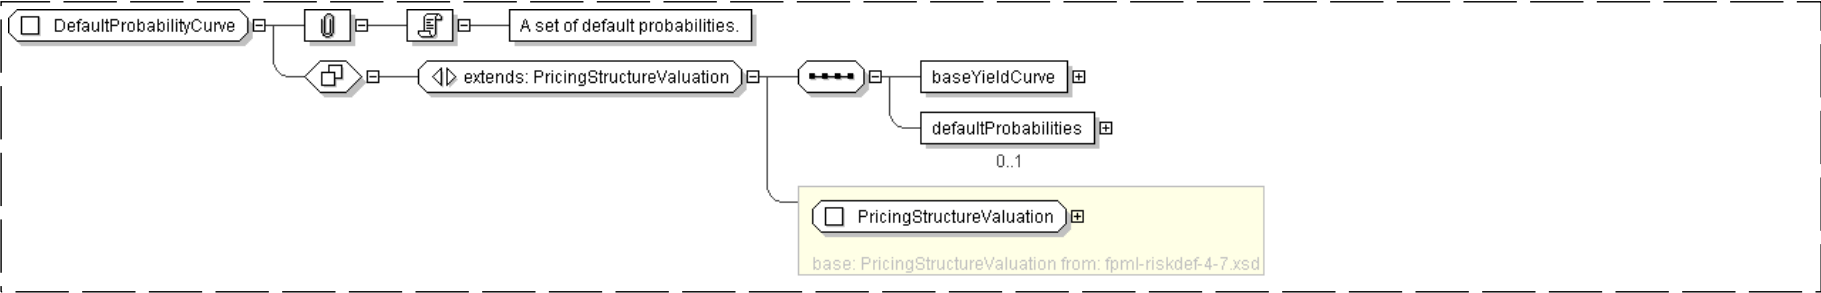 DefaultProbabilityCurve
A set of default probabilities.
extends: PricingStructureValuation
baseYieldCurve
defaultProbabilities
0..1
PricingStructureValuation
base: PricingStructureValuation from: fpml-riskdef-4-7.xsd